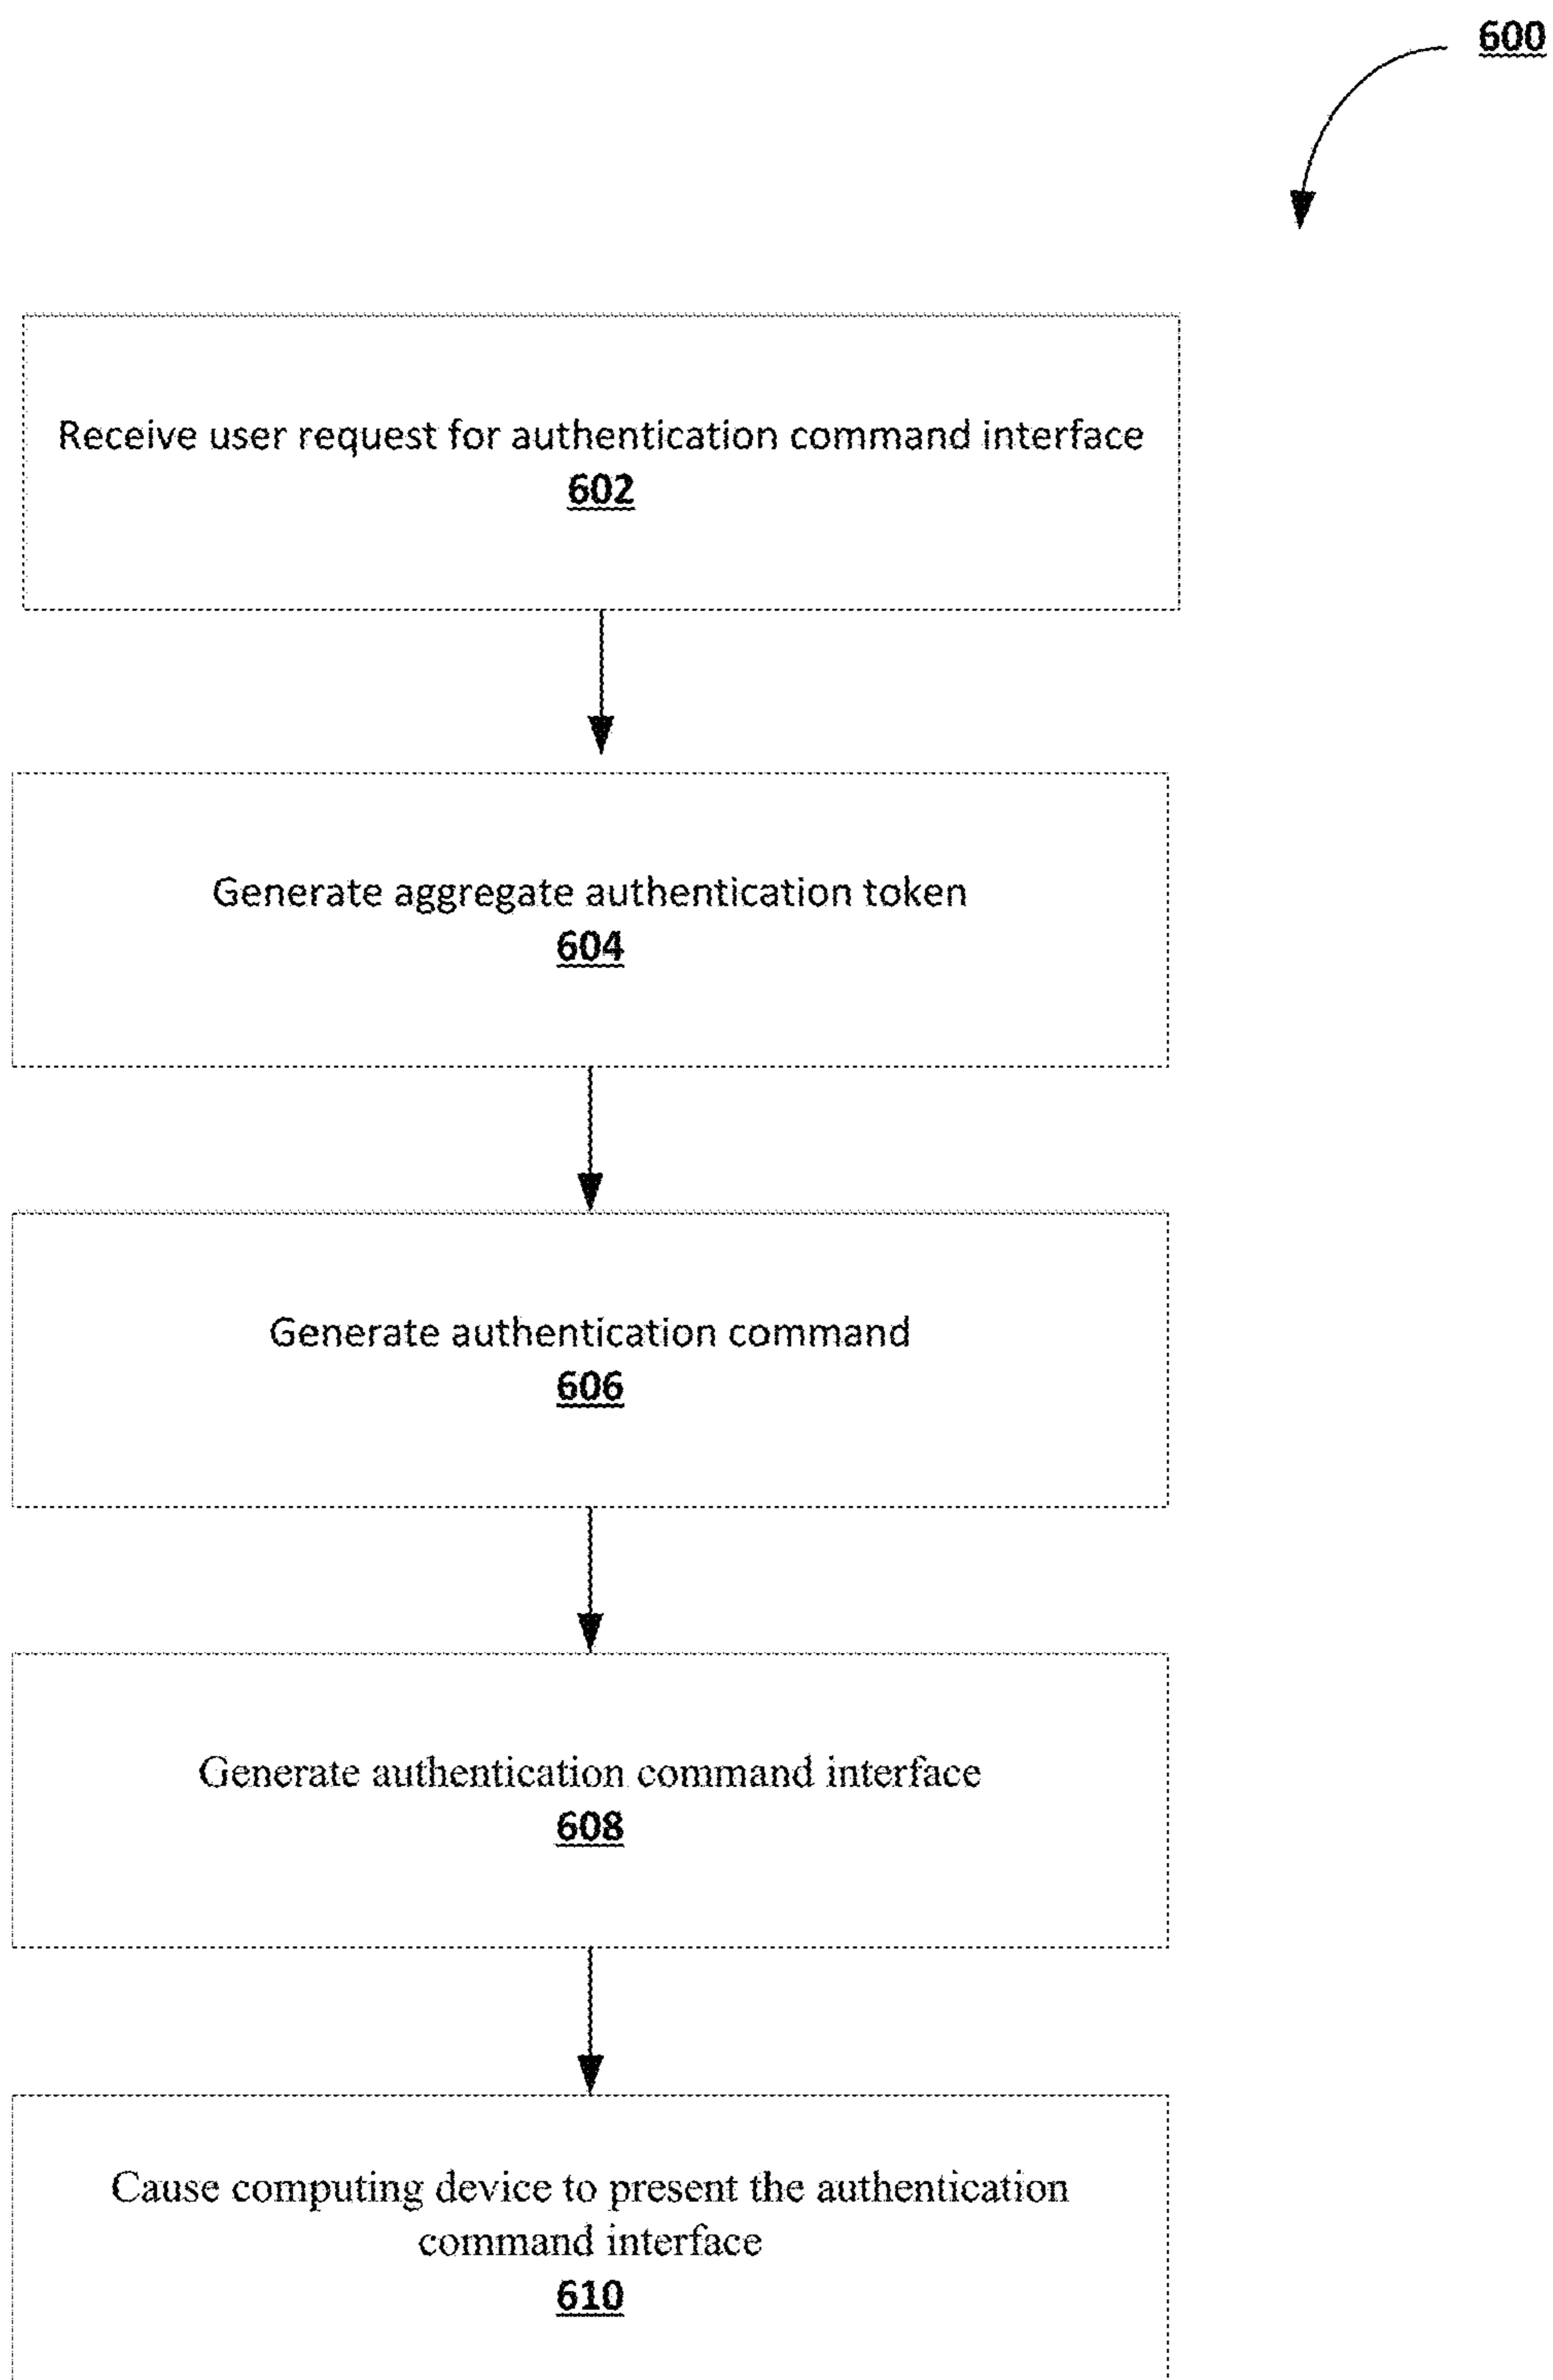 600
Receive user request for authentication command interface
602
Generate aggregate authentication token
604
Generate authentication command
606
Generate authentication command interface
608
Cause computing device to present the authentication
command interface
610